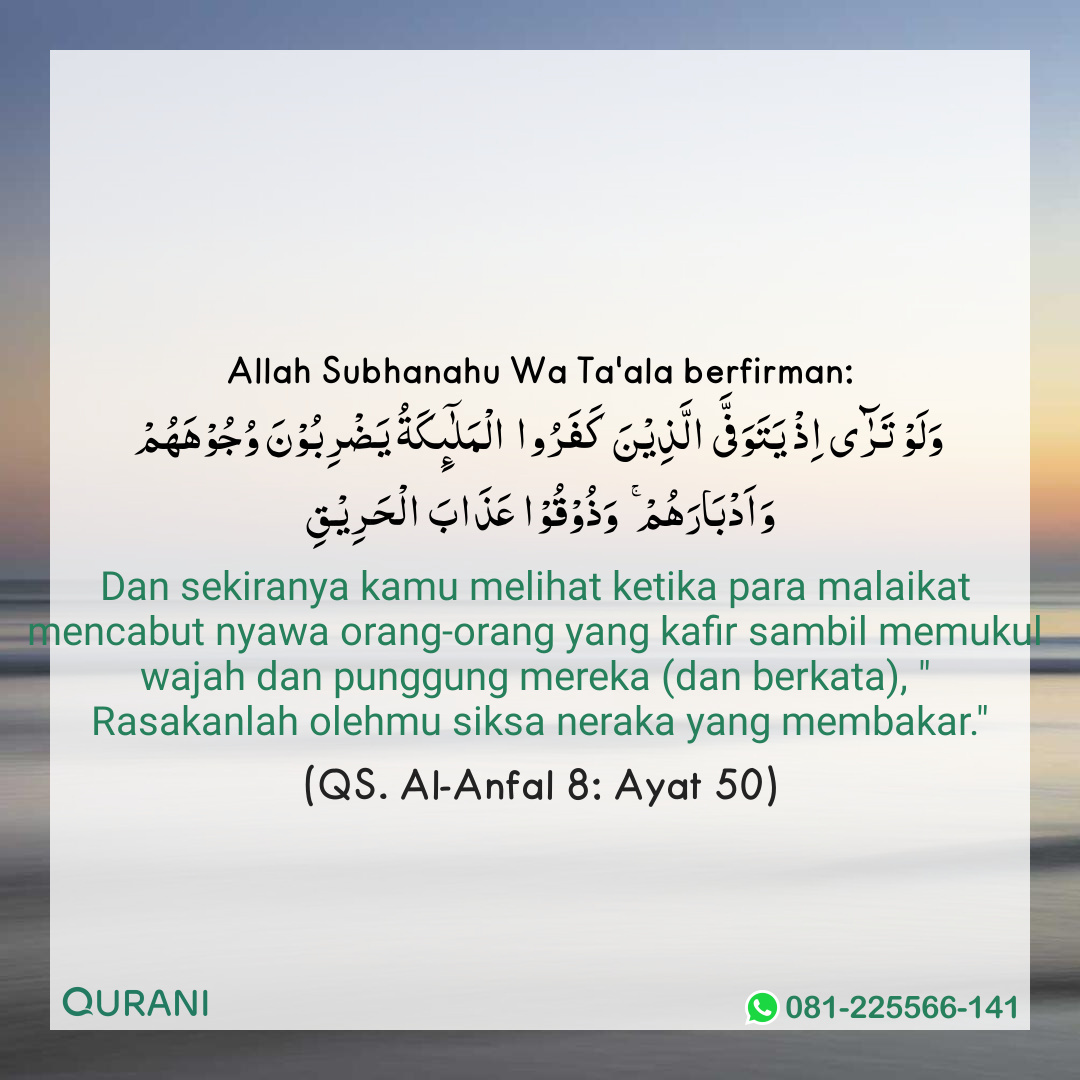 Allah Subhanahu Wa Ta'ala berfirman:
وَلَوْ تَرٰٓى اِذْ يَتَوَفَّى الَّذِيْنَ كَفَرُوا الْمَلٰٓئِكَةُ يَضْرِبُوْنَ وُجُوْهَهُمْ
وَاَدْبَارَهُمْۚ وَذُوْقُوْا عَذَابَ الْحَرِيْقِ
Dan sekiranya kamu melihat ketika para malaikat
mencabut nyawa orang-orang yang kafir sambil memukul
wajah dan punggung mereka (dan berkata), "
Rasakanlah olehmu siksa neraka yang membakar."
(QS. Al-Anfal 8: Ayat 50)
QURANI
081-225566-141